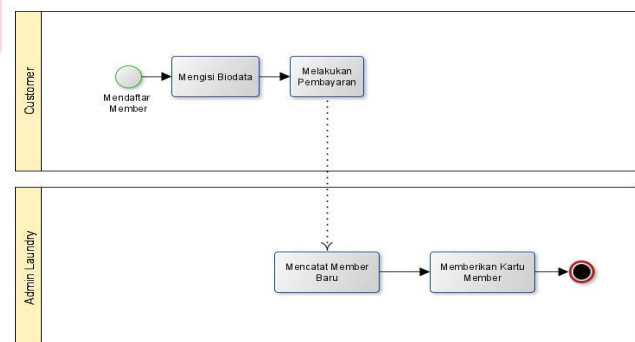 Customer
Mendaftar
Member
Mengisi Biodata
Melakukan
Pembayaran
Admin Laundry
Mencatat Member
Baru
Memberikan Kartu
Member